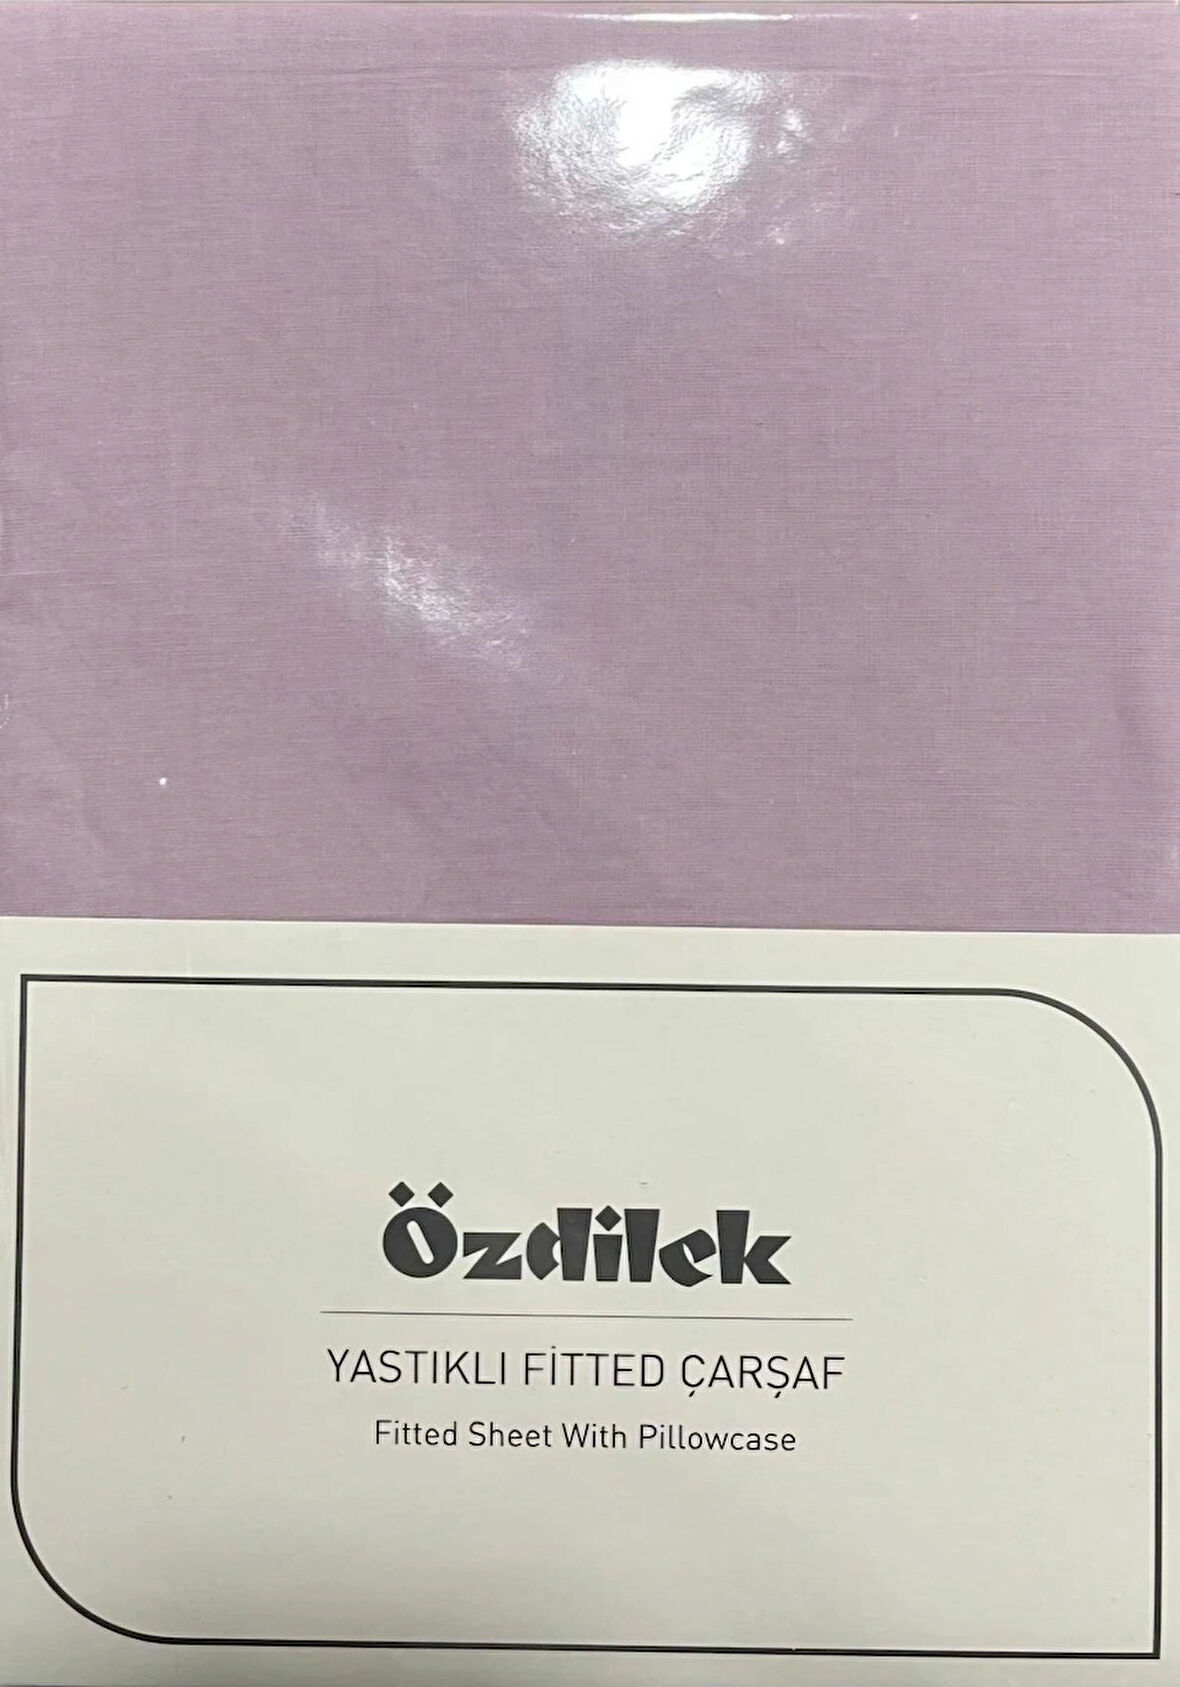 Özdilek
YASTIKLI FİTTED ÇARŞAF
Fitted Sheet With Pillowcase